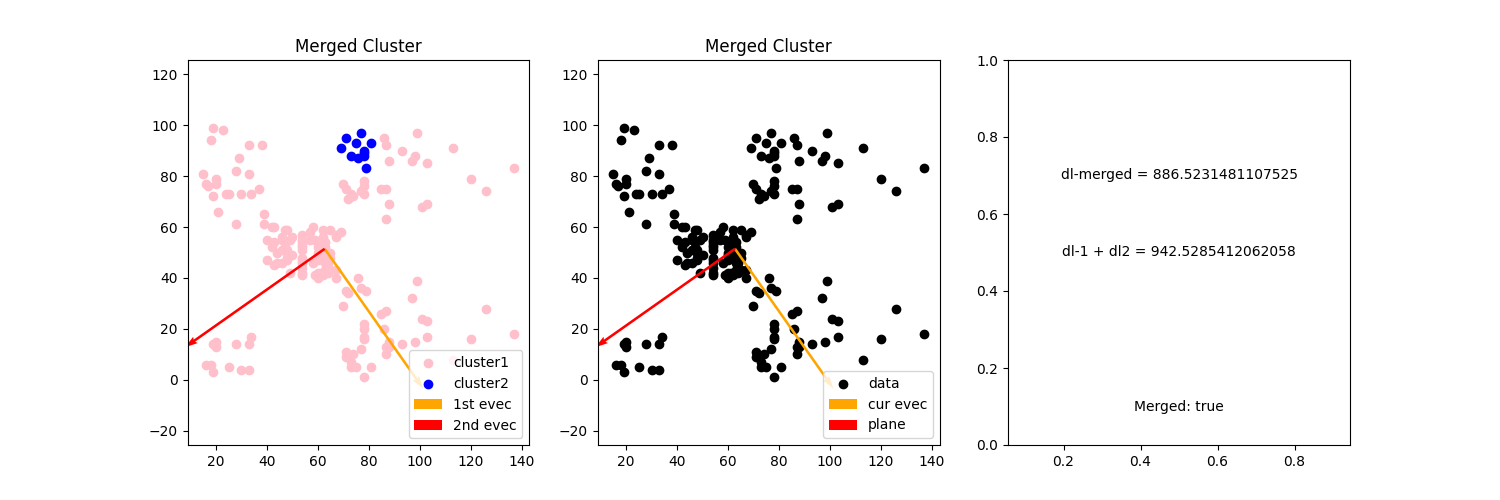 Merged Cluster
120
100
80
60
40
20
0
−20
20 40 60 80 100 120 140
cluster1
cluster2
1st evec
2nd evec
Merged Cluster
120
100
80
60
40
20
0
−20
20 40 60 80 100 120 140
data
cur evec
plane
1.0
0.8
0.6
0.4
0.2
0.0
0.2 0.4 0.6 0.8
dl-merged = 886.5231481107525
dl-1 + dl2 = 942.5285412062058
Merged: true